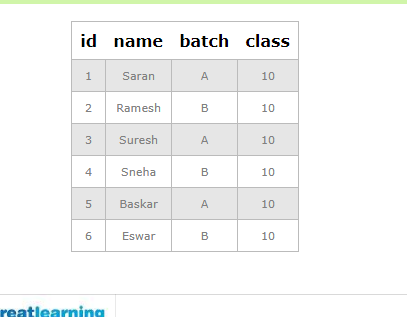 id name batch class
1 Saran A 10
2 Ramesh B 10
3 Suresh A 10
4 Sneha B 10
5 Baskar A 10
6 Eswar B 10
reatlearning